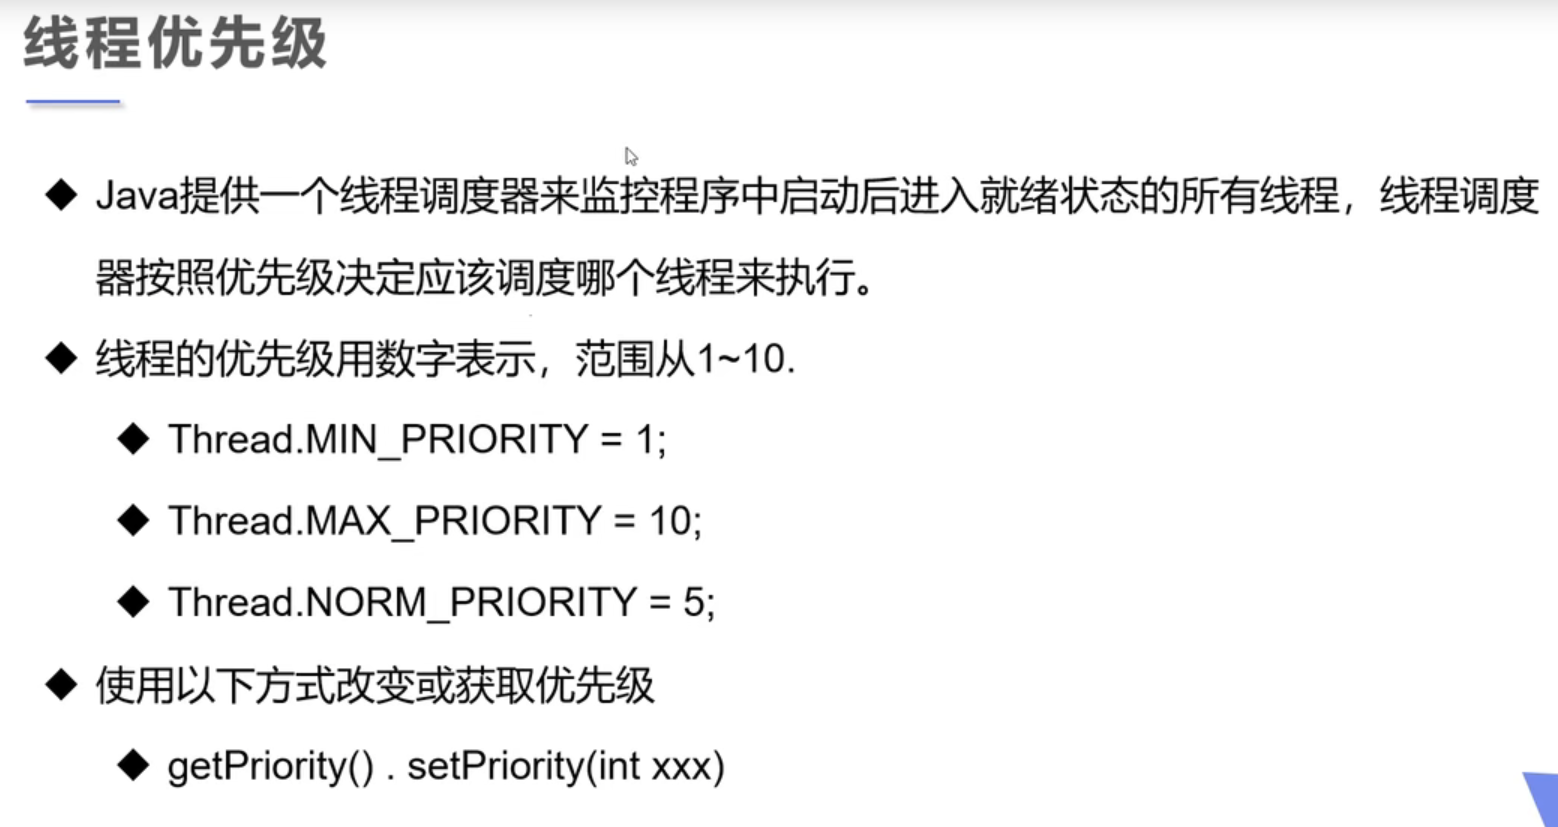 线程优先级
Java提供一个线程调度器来监控程序中启动后进入就绪状态的所有线程，线程调度
器按照优先级决定应该调度哪个线程来执行。
线程的优先级用数字表示，范围从1~10.
Thread.MIN_PRIORITY = 1;
Thread.MAX_PRIORITY = 10;
Thread.NORM_PRIORITY = 5;
使用以下方式改变或获取优先级
getPriority() . setPriority(int xxx)